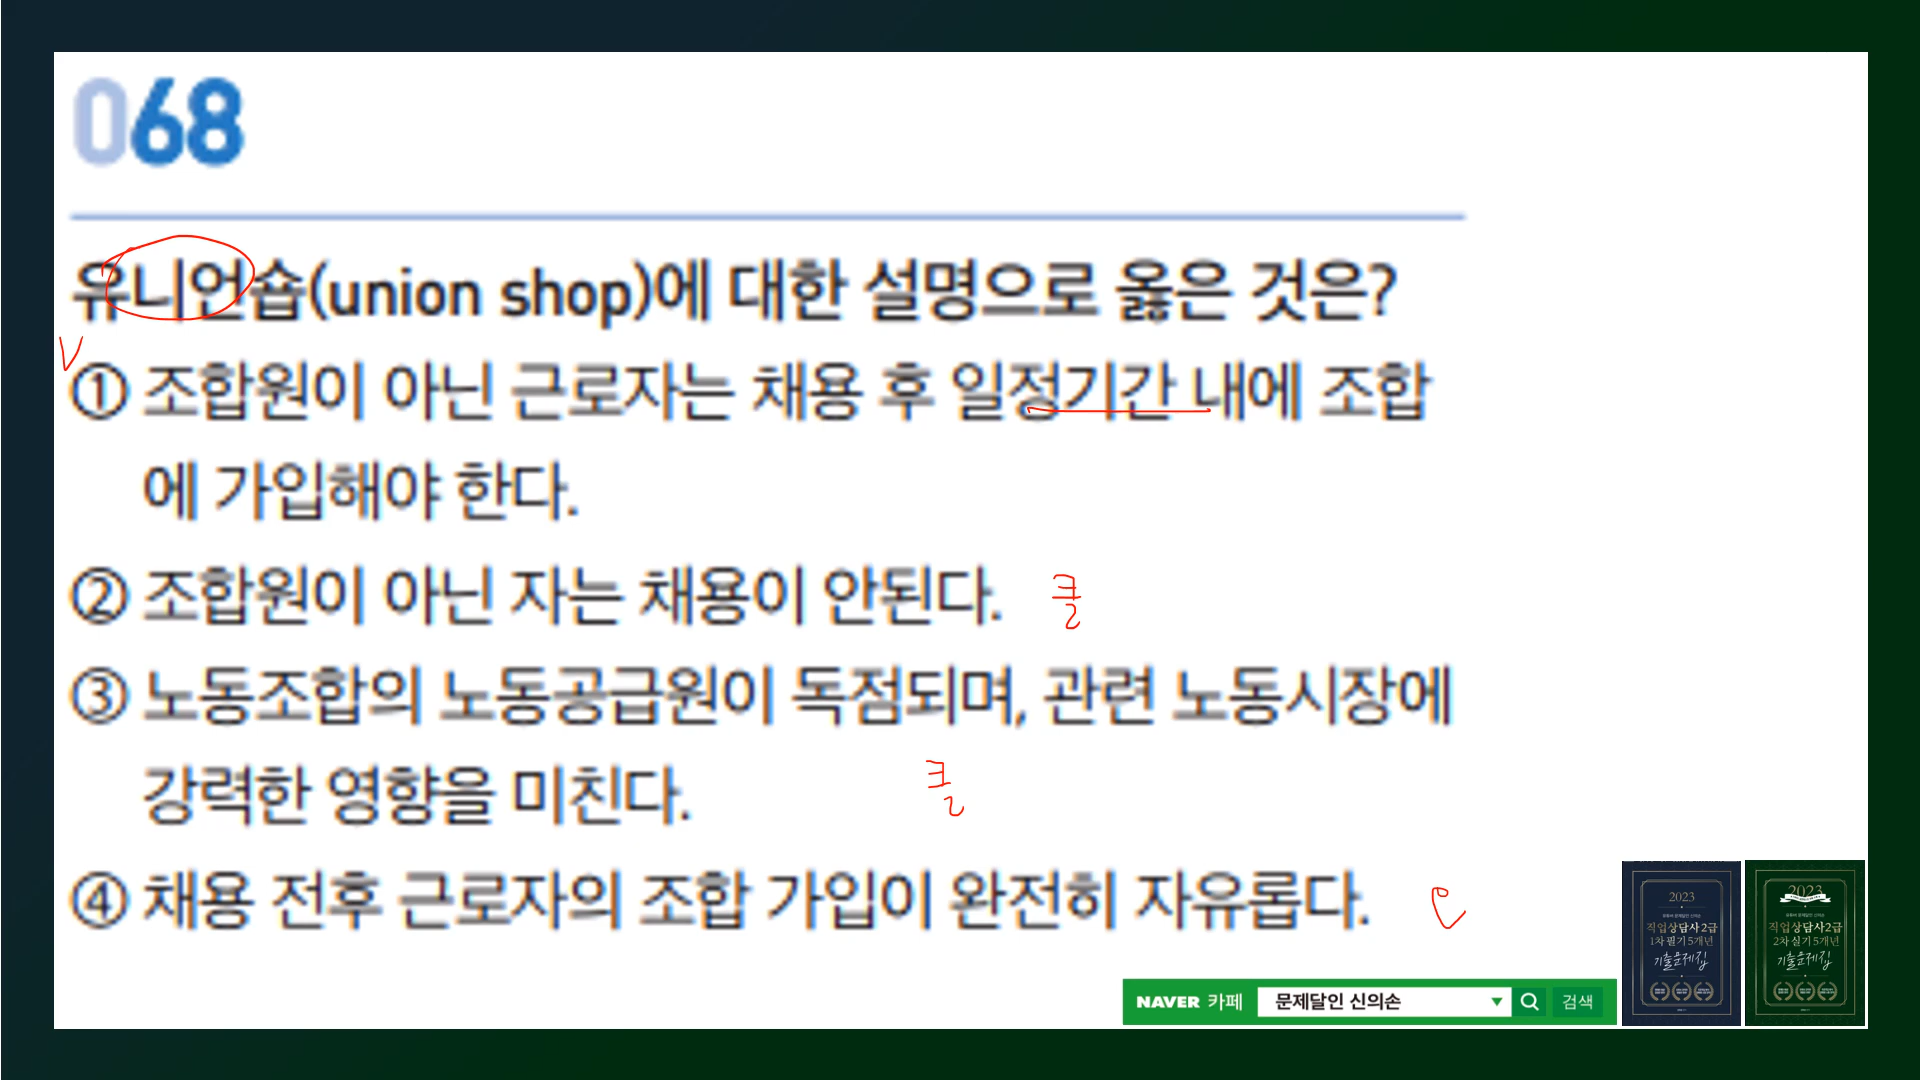 068
유니언숍(union shop)에 대한 설명으로 옳은 것은?
① 조합원이 아닌 근로자는 채용 후 일정기간 내에 조합
에 가입해야 한다.
② 조합원이 아닌 자는 채용이 안된다. 클
③ 노동조합의 노동공급원이 독점되며, 관련 노동시장에
강력한 영향을 미친다. 클
④ 채용 전후 근로자의 조합 가입이 완전히 자유롭다.
NAVER 카페 문제달인 신의손 검색
2023
직업상담사 2급
1차 필기 5개년
기출문제집
2023
직업상담사 2급
2차 실기 5개년
기출문제집